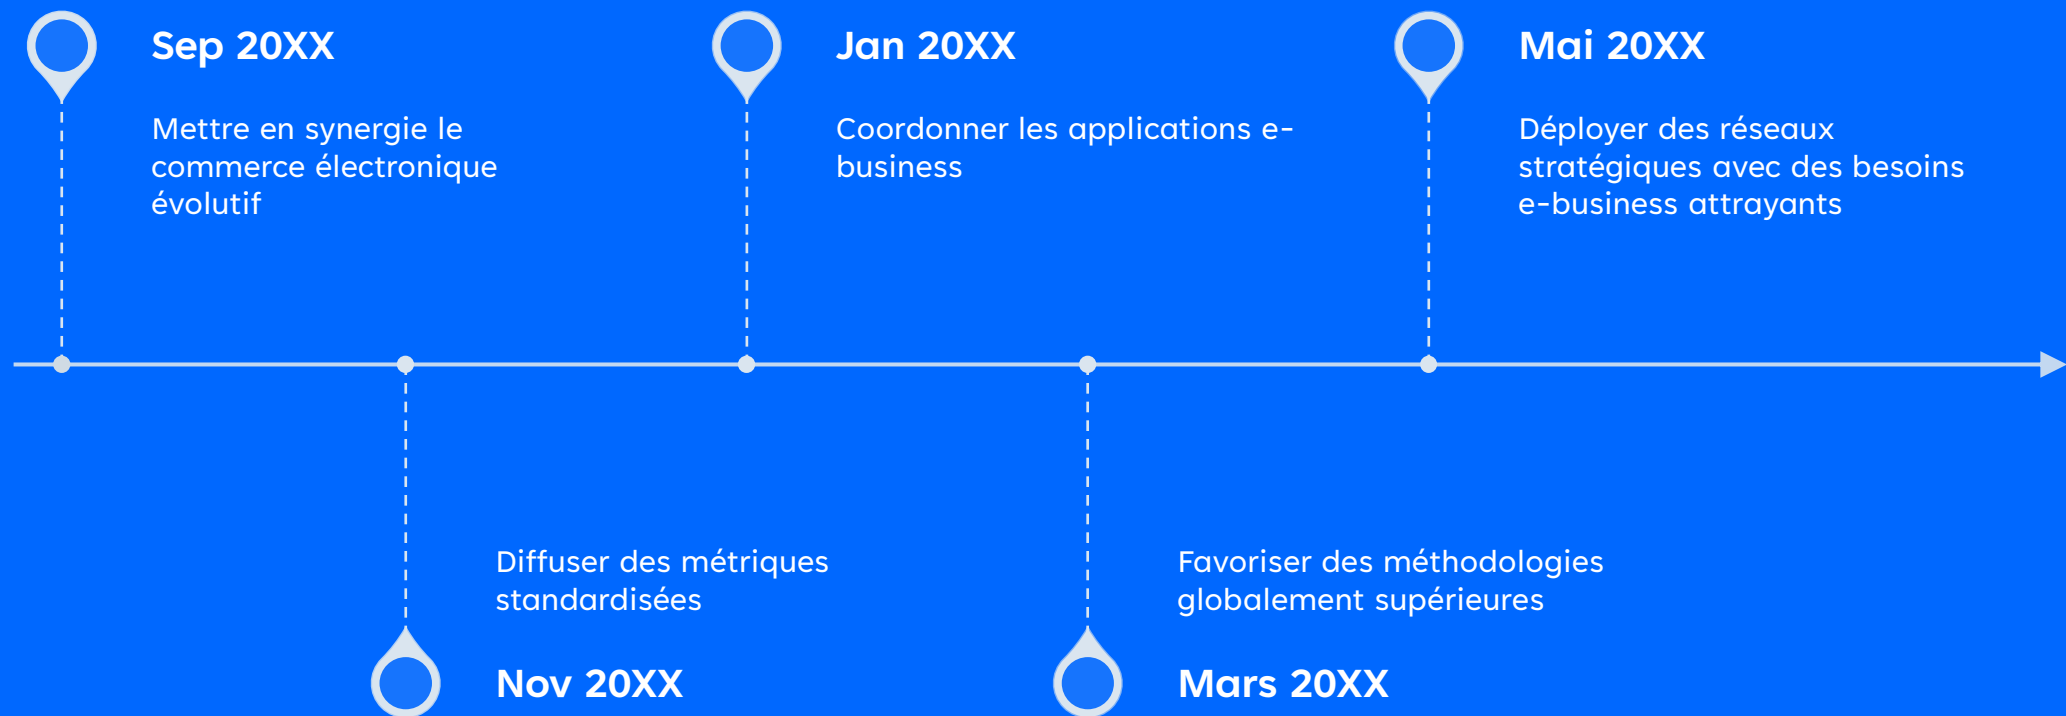 Sep 20XX
Mettre en synergie le
commerce électronique
évolutif
Jan 20XX
Coordonner les applications e-
business
Mai 20XX
Déployer des réseaux
stratégiques avec des besoins
e-business attrayants
Diffuser des métriques
standardisées
Nov 20XX
Favoriser des méthodologies
globalement supérieures
Mars 20XX